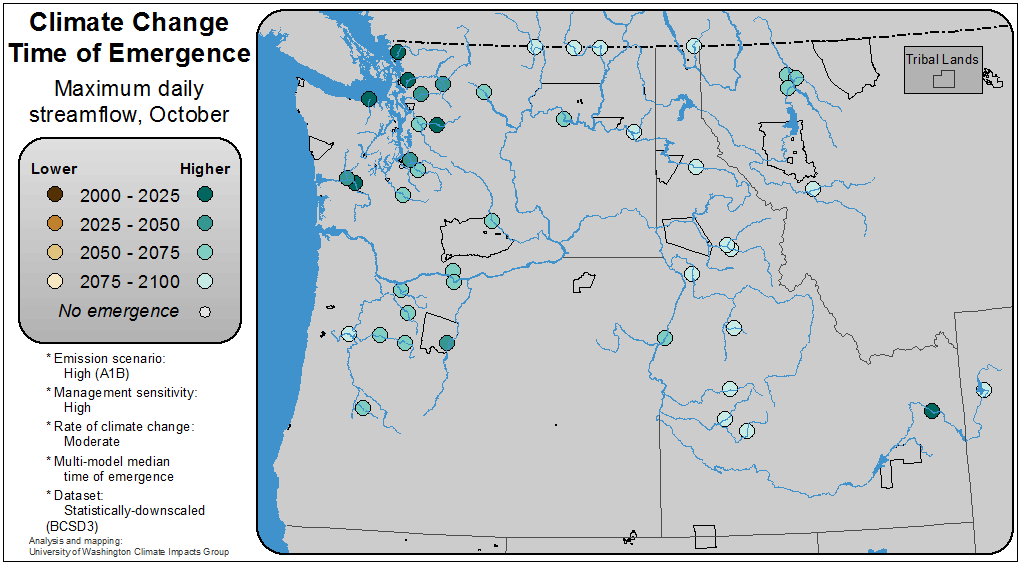 Climate Change
Time of Emergence
Maximum daily
streamflow, October
Lower Higher
2000 - 2025
2025 - 2050
2050 - 2075
2075 - 2100
No emergence
* Emission scenario:
High (A1B)
* Management sensitivity:
High
* Rate of climate change:
Moderate
* Multi-model median
time of emergence
* Dataset:
Statistically-downscaled
(BCSD3)
Analysis and mapping:
University of Washington Climate Impacts Group
Tribal Lands